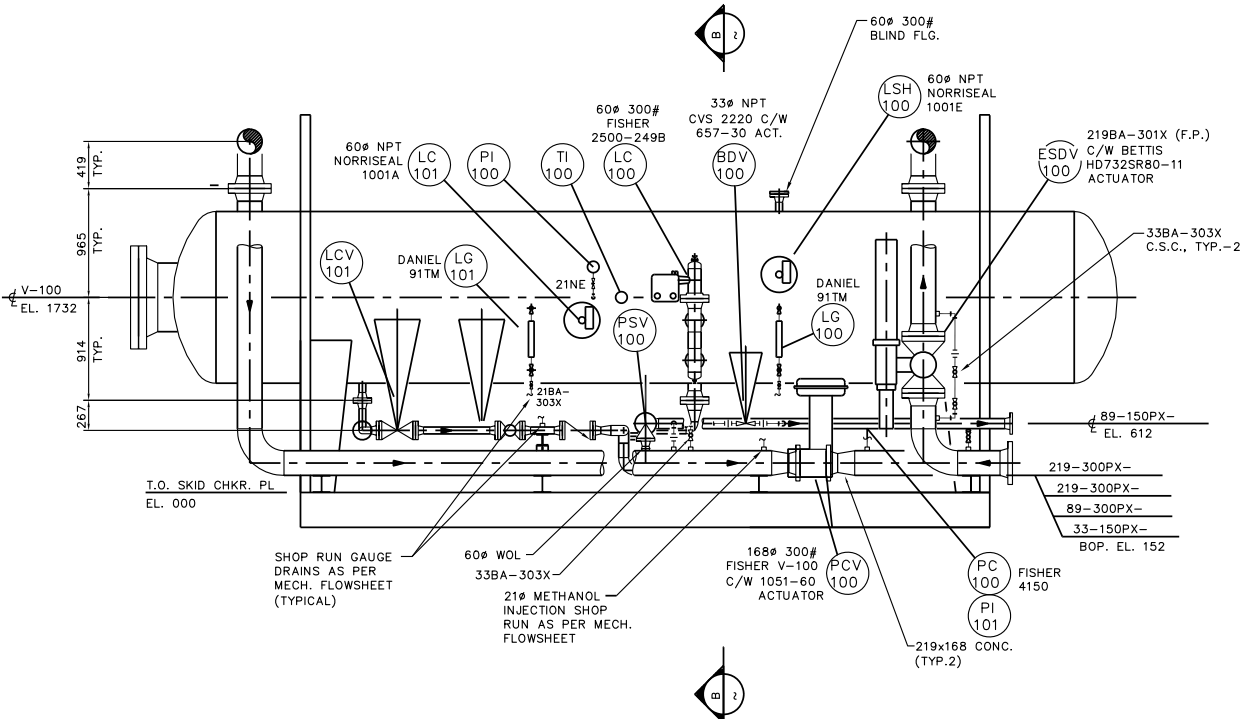 60ø 300#
BLIND FLG.
B
~
60ø NPT
NORRISEAL
1001E
LSH
100
33ø NPT
CVS 2220 C/W
657-30 ACT.
60ø 300#
FISHER
2500-249B
219BA-301X (F.P.)
C/W BETTIS
HD732SR80-11
ACTUATOR
60ø NPT
NORRISEAL
1001A
LC
101
PI
100
TI
100
LC
100
BDV
100
ESDV
100
419
TYP.
965
TYP.
914
TYP.
267
33BA-303X
C.S.C., TYP.-2
LCV
101
DANIEL
91TM
LG
101
21NE
DANIEL
91TM
LG
100
PSV
100
℄ V-100
EL. 1732
21BA-
303X
℄ 89-150PX-
EL. 612
219-300PX-
219-300PX-
89-300PX-
33-150PX-
BOP. EL. 152
T.O. SKID CHKR. PL
EL. 000
SHOP RUN GAUGE
DRAINS AS PER
MECH. FLOWSHEET
(TYPICAL)
60ø WOL
33BA-303X
21ø METHANOL
INJECTION SHOP
RUN AS PER MECH.
FLOWSHEET
168ø 300#
FISHER V-100
C/W 1051-60
ACTUATOR
PCV
100
PC
100
FISHER
4150
PI
101
219x168 CONC.
(TYP.2)
B
~